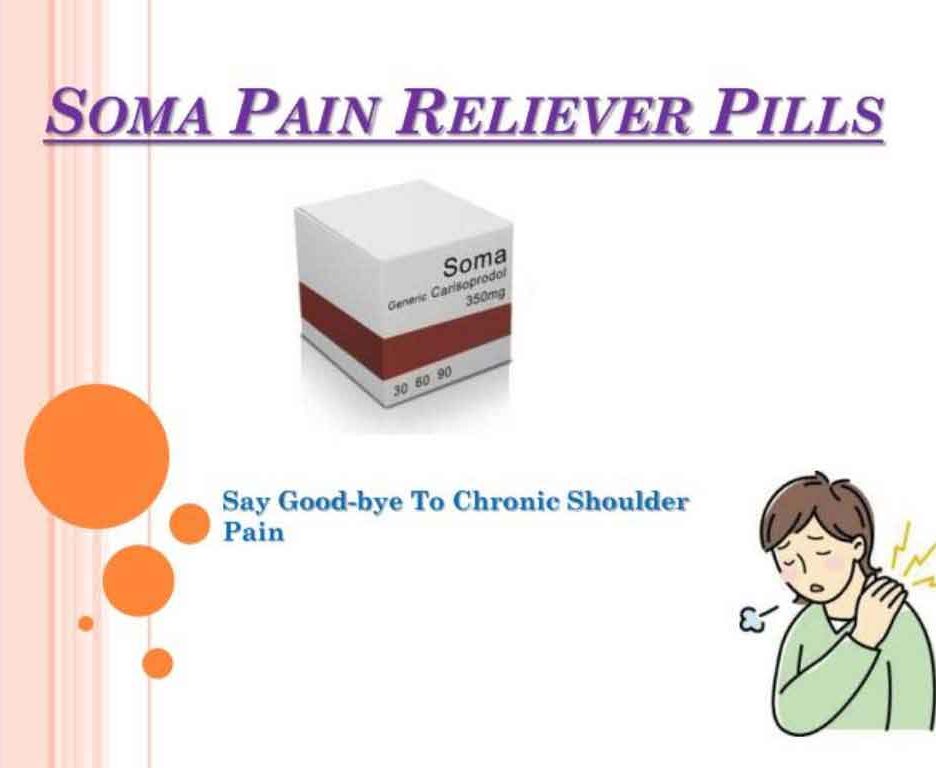 SOMA PAIN RELIEVER PILLS
Soma
Generic Carisoprodol
350mg
30 60 90
Say Good-bye To Chronic Shoulder
Pain